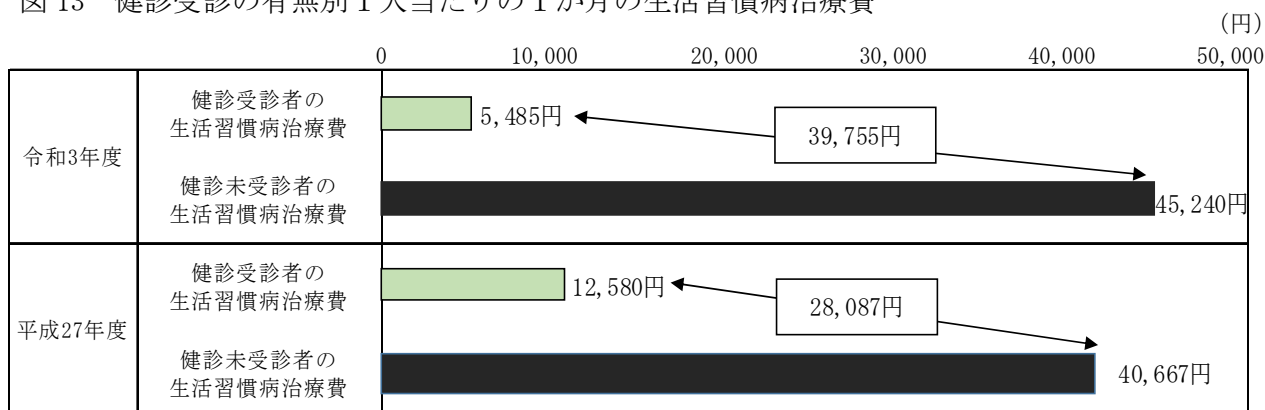 図 13 健診受診の有無別1人当たりの1か月の生活習慣病治療費
(円)
0 10,000 20,000 30,000 40,000 50,000
令和3年度
健診受診者の
生活習慣病治療費
5,485円
39,755円
健診未受診者の
生活習慣病治療費
45,240円
平成27年度
健診受診者の
生活習慣病治療費
12,580円
28,087円
健診未受診者の
生活習慣病治療費
40,667円